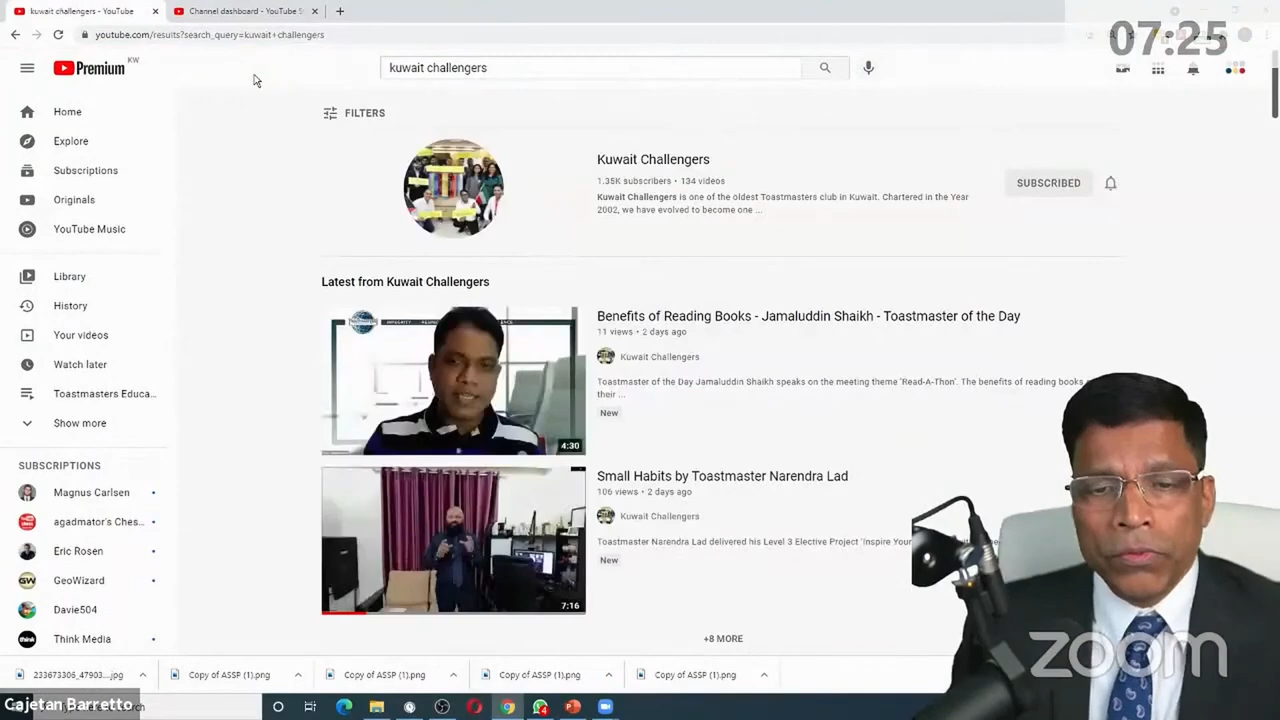 kuwait challengers - YouTube
Channel dashboard - YouTube S
07:25
youtube.com/results?search_query=kuwait+challengers
Premium KW
kuwait challengers
Home
Explore
Subscriptions
Originals
YouTube Music
Library
History
Your videos
Watch later
Toastmasters Educa...
Show more
SUBSCRIPTIONS
Magnus Carlsen
agadmator's Ches...
Eric Rosen
GeoWizard
Davie504
Think Media
FILTERS
Kuwait Challengers
1.35K subscribers • 134 videos
Kuwait Challengers is one of the oldest Toastmasters club in Kuwait. Chartered in the Year
2002, we have evolved to become one ...
SUBSCRIBED
Latest from Kuwait Challengers
4:30
Benefits of Reading Books - Jamaluddin Shaikh - Toastmaster of the Day
11 views • 2 days ago
Kuwait Challengers
Toastmaster of the Day Jamaluddin Shaikh speaks on the meeting theme 'Read-A-Thon'. The benefits of reading books
their ...
New
7:16
Small Habits by Toastmaster Narendra Lad
106 views • 2 days ago
Kuwait Challengers
Toastmaster Narendra Lad delivered his Level 3 Elective Project 'Inspire Your
New
+8 MORE
zoom
233673306_47903....jpg
Copy of ASSP (1).png
Copy of ASSP (1).png
Copy of ASSP (1).png
Copy of ASSP (1).png
Cajetan Barretto